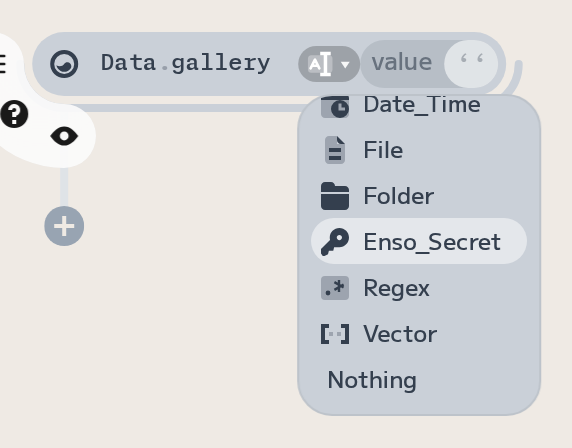 Data.gallery A value ‘ ‘
Date_Time
File
Folder
Enso_Secret
Regex
Vector
Nothing